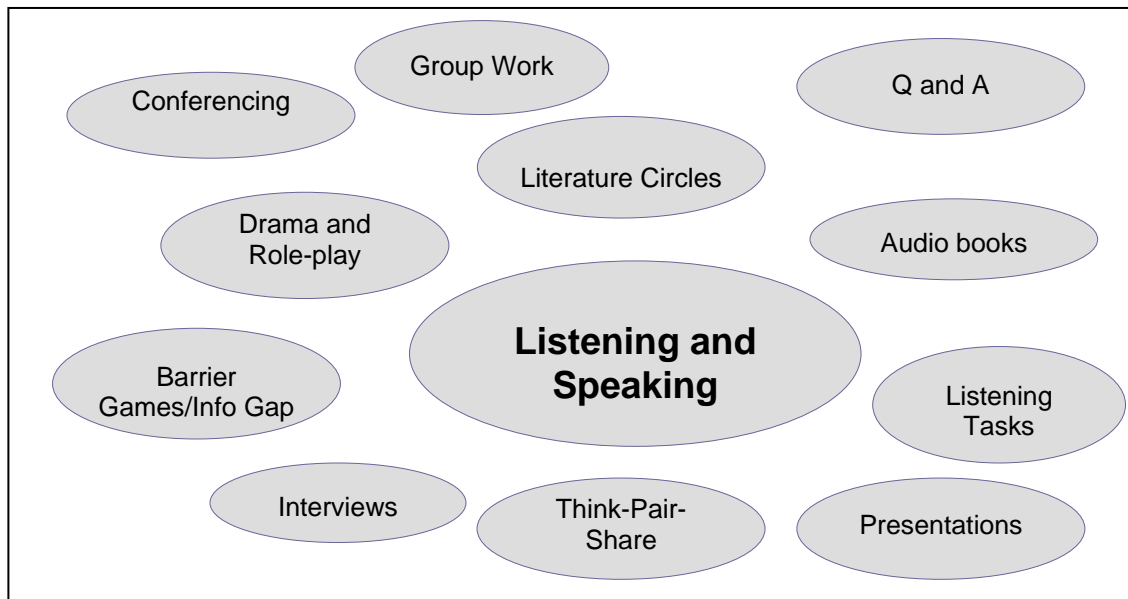 Group Work
Q and A
Conferencing
Literature Circles
Drama and
Role-play
Audio books
Listening and
Speaking
Barrier
Games/Info Gap
Listening
Tasks
Interviews
Think-Pair-
Share
Presentations